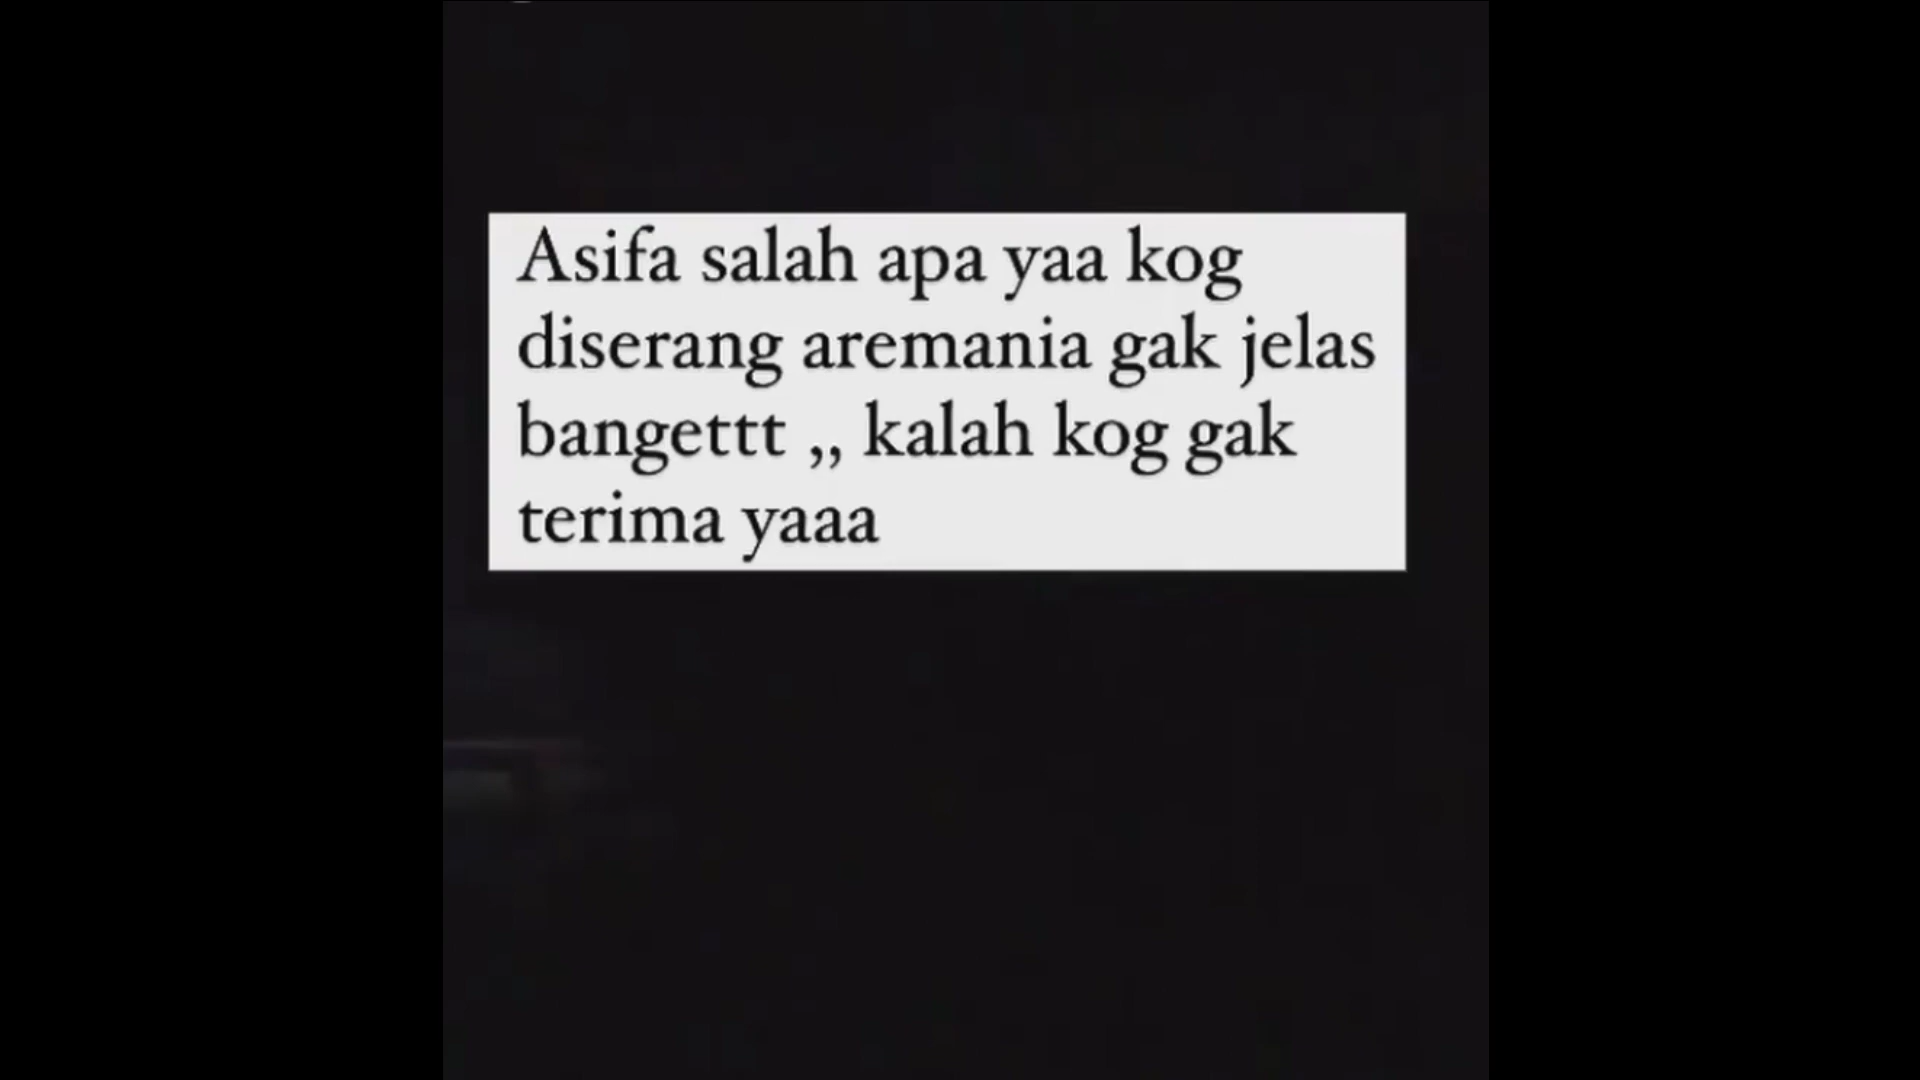 Asifa salah apa yaa kog
diserang aremania gak jelas
bangettt ,, kalah kog gak
terima yaaa